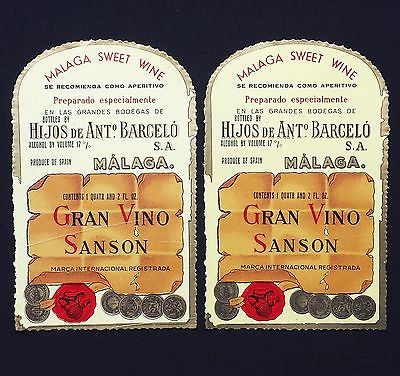 MALAGA SWEET WINE
SE RECOMIENDA COMO APERITIVO
Preparado especialmente
EN LAS GRANDES BODEGAS DE
BOTTLED BY
HIJOS DE ANTº. BARCELÓ
ALCOHOL BY VOLUME 17 º/o
S.A.
PRODUCE OF SPAIN
MÁLAGA.
CONTENTS 1 QUATR AND 2 FL. OZ.
GRAN VINO
SANSON
MARCA INTERNACIONAL REGISTRADA
MALAGA SWEET WINE
SE RECOMIENDA COMO APERITIVO
Preparado especialmente
EN LAS GRANDES BODEGAS DE
BOTTLED BY
HIJOS DE ANTº. BARCELÓ
ALCOHOL BY VOLUME 17 º/o
S.A.
PRODUCE OF SPAIN
MÁLAGA.
CONTENTS 1 QUATR AND 2 FL. OZ.
GRAN VINO
SANSON
MARCA INTERNACIONAL REGISTRADA